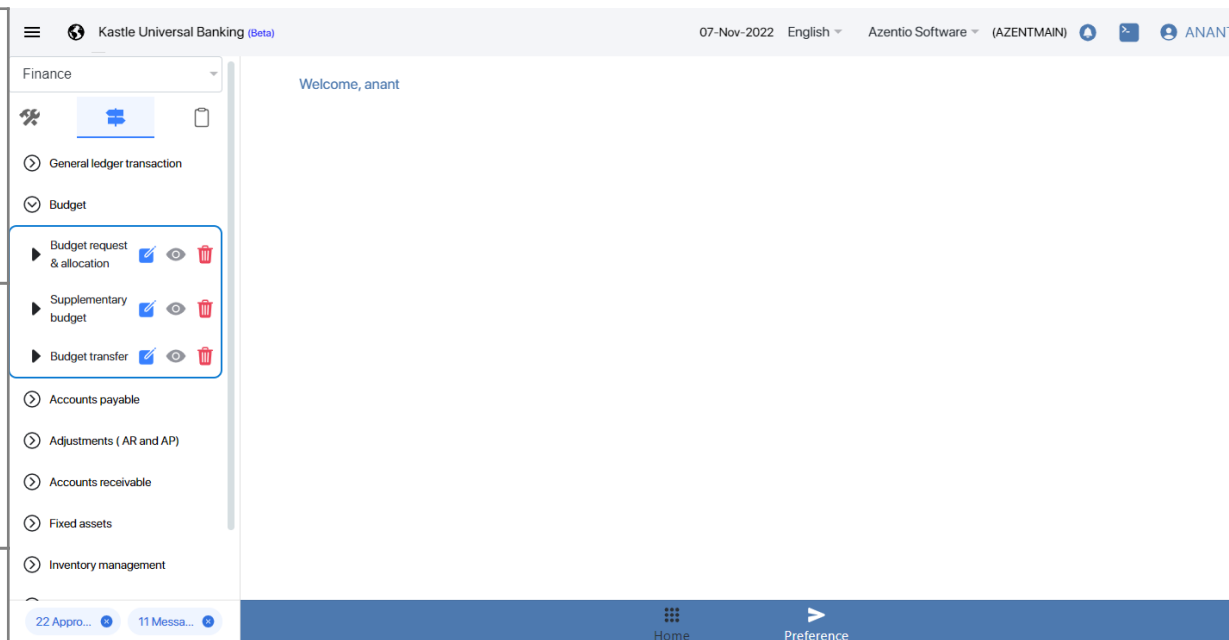 Kastle Universal Banking (Beta)
07-Nov-2022 English Azentio Software (AZENTMAIN) ANANT
Finance
Welcome, anant
General ledger transaction
Budget
Budget request
& allocation
Supplementary
budget
Budget transfer
Accounts payable
Adjustments ( AR and AP)
Accounts receivable
Fixed assets
Inventory management
22 Appro... 11 Messa...
Home Preference